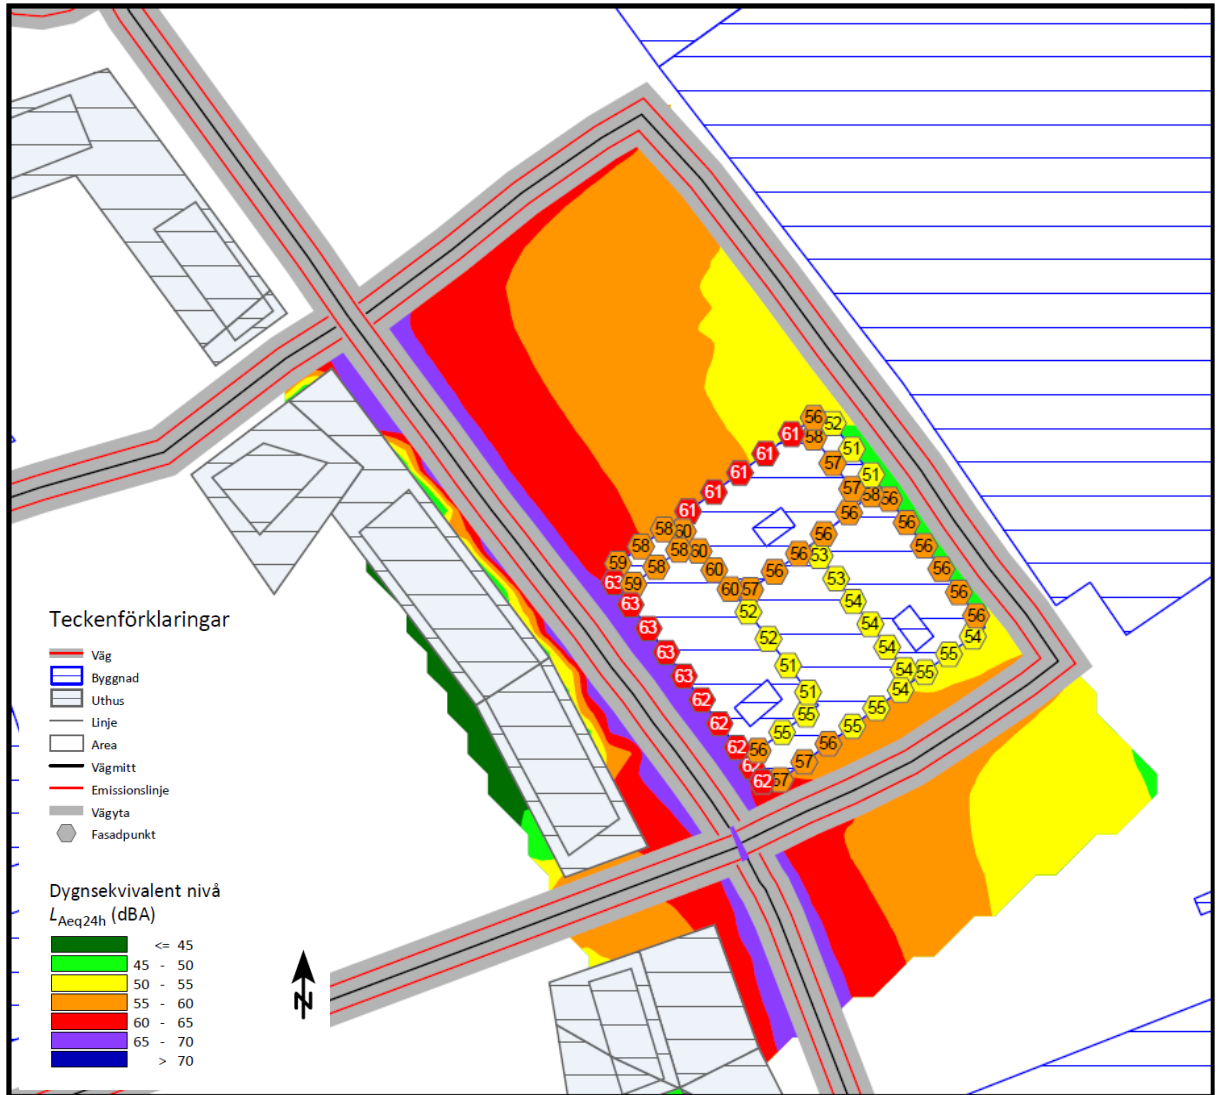 56 52
61 58 51
61 57
61 51
61 57 58 56
61 56 56
58 60 56
58 58 60 56 53 56
59 58 60 56 53 56
63 59 60 57 54 56
63 52 54 56
63 52 54 54
63 51 54 55 55
63 51 54
62 55 55
62 55 55
62 56 56
62 57
62 57
Teckenförklaringar
Väg
Byggnad
Uthus
Linje
Area
Vägmitt
Emissionslinje
Vägyta
Fasadpunkt
Dygnsekvivalent nivå
LAeq24h (dBA)
<= 45
45 - 50
50 - 55
55 - 60
60 - 65
65 - 70
> 70
N